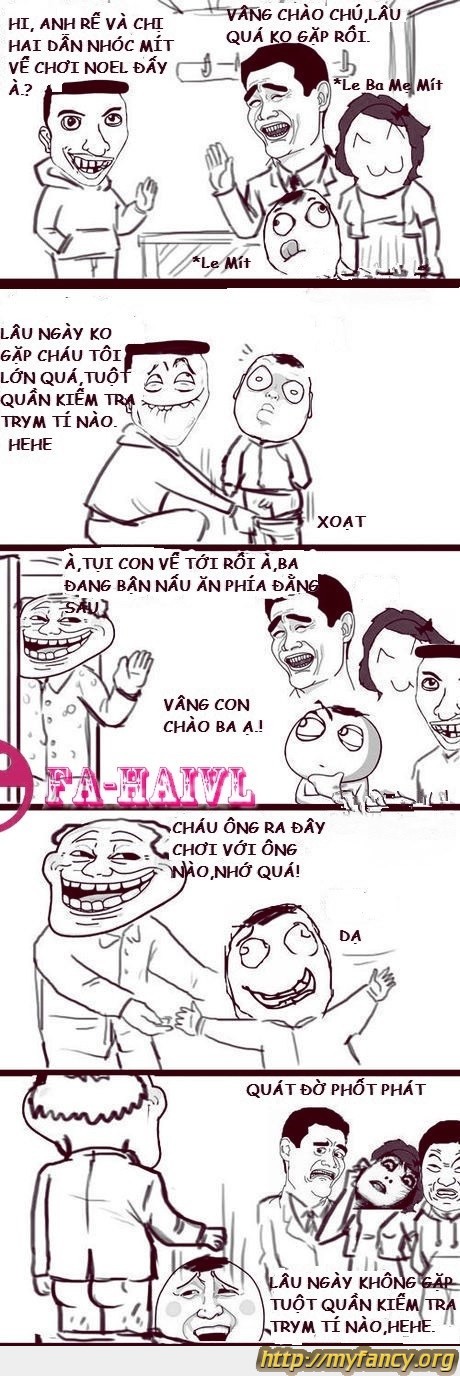 HI, ANH RỂ VÀ CHI
HAI DẪN NHÓC MÍT
VỀ CHƠI NOEL ĐẤY
À.?
VÂNG CHÀO CHÚ,LÂU
QUÁ KO GẶP RỒI.
*Le Ba Me Mít
*Le Mít
LÂU NGÀY KO
GẶP CHÁU TÔI
LỚN QUÁ,TUỘT
QUẦN KIỂM TRA
TRYM TÍ NÀO.
HEHE
XOẠT
À,TỤI CON VỀ TỚI RỒI À,BA
ĐANG BẬN NẤU ĂN PHÍA ĐẰNG
SAU
VÂNG CON
CHÀO BA Ạ.!
FA-HAIVL
CHÁU ÔNG RA ĐÂY
CHƠI VỚI ÔNG
NÀO,NHỚ QUÁ!
DẠ
QUÁT ĐỜ PHỐT PHÁT
LÂU NGÀY KHÔNG GẶP
TUỘT QUẦN KIỂM TRA
TRYM TÍ NÀO,HEHE.
http://myfancy.org